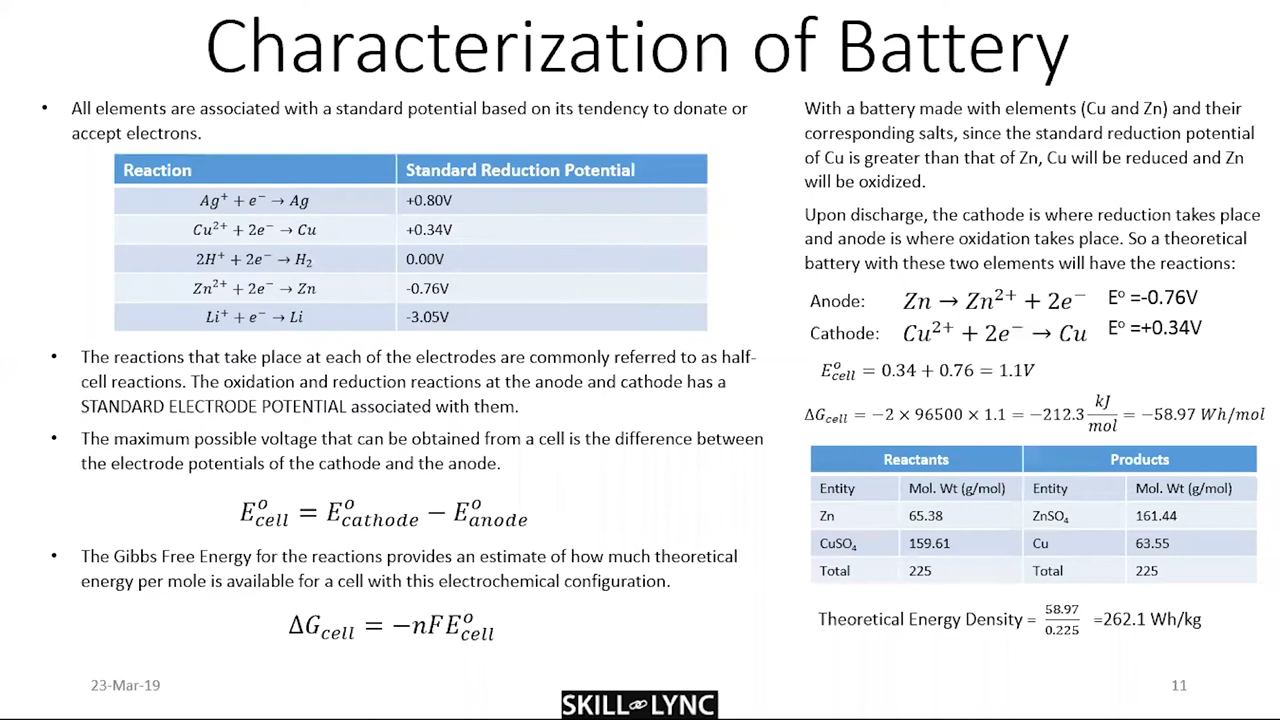 Characterization of Battery
• All elements are associated with a standard potential based on its tendency to donate or
accept electrons.
Reaction Standard Reduction Potential
Ag⁺ + e⁻ → Ag +0.80V
Cu²⁺ + 2e⁻ → Cu +0.34V
2H⁺ + 2e⁻ → H₂ 0.00V
Zn²⁺ + 2e⁻ → Zn -0.76V
Li⁺ + e⁻ → Li -3.05V
• The reactions that take place at each of the electrodes are commonly referred to as half-
cell reactions. The oxidation and reduction reactions at the anode and cathode has a
STANDARD ELECTRODE POTENTIAL associated with them.
• The maximum possible voltage that can be obtained from a cell is the difference between
the electrode potentials of the cathode and the anode.
E°cell = E°cathode − E°anode
• The Gibbs Free Energy for the reactions provides an estimate of how much theoretical
energy per mole is available for a cell with this electrochemical configuration.
ΔGcell = −nFE°cell
With a battery made with elements (Cu and Zn) and their
corresponding salts, since the standard reduction potential
of Cu is greater than that of Zn, Cu will be reduced and Zn
will be oxidized.
Upon discharge, the cathode is where reduction takes place
and anode is where oxidation takes place. So a theoretical
battery with these two elements will have the reactions:
Anode: Zn → Zn²⁺ + 2e⁻ E° =-0.76V
Cathode: Cu²⁺ + 2e⁻ → Cu E° =+0.34V
E°cell = 0.34 + 0.76 = 1.1V
ΔGcell = −2 × 96500 × 1.1 = −212.3 kJ/mol = −58.97 Wh/mol
Reactants Products
Entity Mol. Wt (g/mol) Entity Mol. Wt (g/mol)
Zn 65.38 ZnSO₄ 161.44
CuSO₄ 159.61 Cu 63.55
Total 225 Total 225
Theoretical Energy Density = 58.97/0.225 =262.1 Wh/kg
23-Mar-19
SKILL LYNC
11